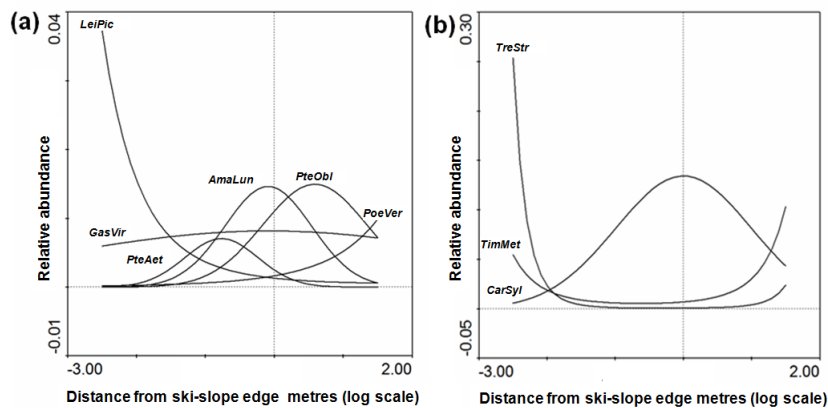 (a)
0.04
LeiPic
AmaLun
PteObl
PoeVer
GasVir
PteAet
Relative abundance
-0.01
-3.00
2.00
Distance from ski-slope edge metres (log scale)
(b)
0.30
TreStr
TimMet
CarSyl
Relative abundance
-0.05
-3.00
2.00
Distance from ski-slope edge metres (log scale)